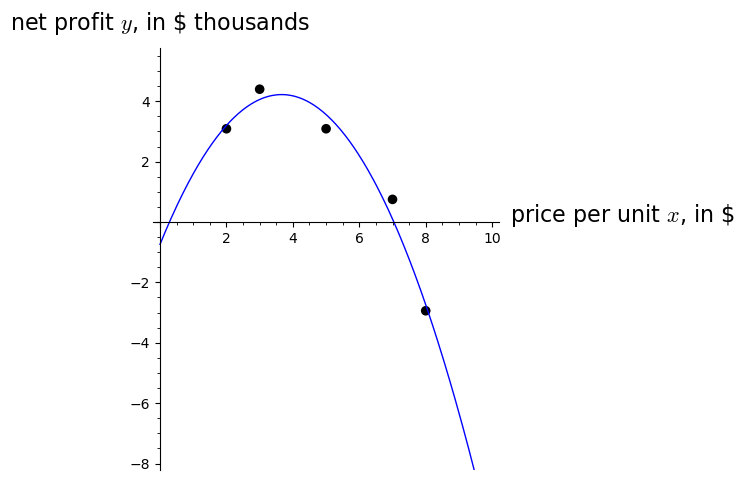 net profit y, in $ thousands
4
2
2 4 6 8 10
price per unit x, in $
−2
−4
−6
−8